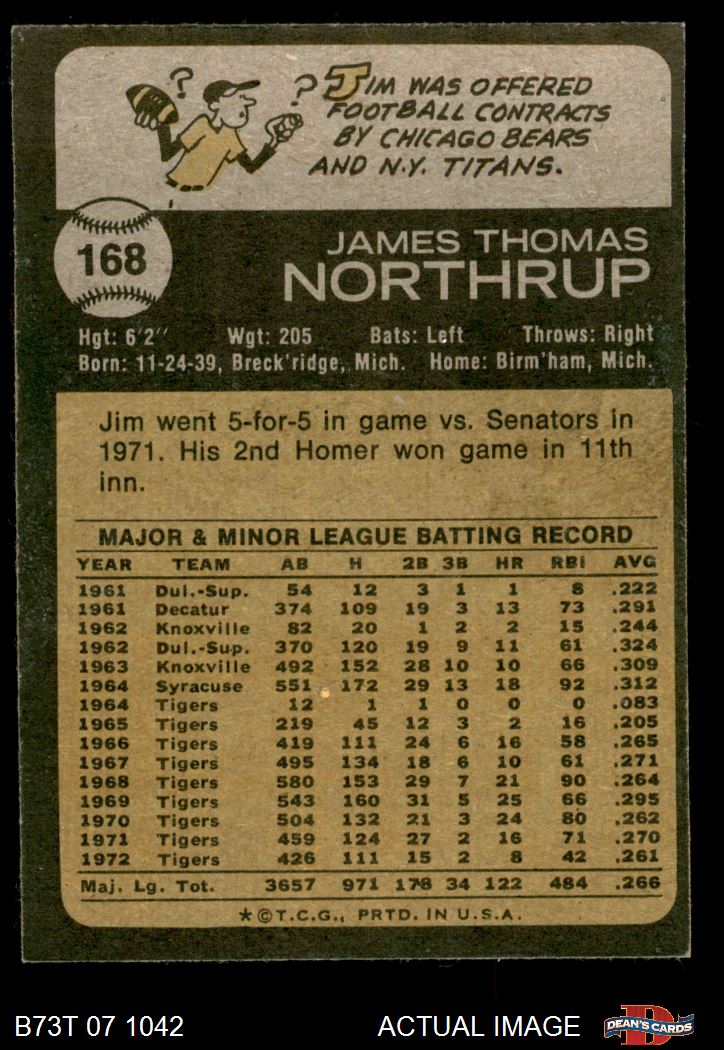 ? ? JIM WAS OFFERED
FOOTBALL CONTRACTS
BY CHICAGO BEARS
AND N.Y. TITANS.
168
JAMES THOMAS
NORTHRUP
Hgt: 6'2" Wgt: 205 Bats: Left Throws: Right
Born: 11-24-39, Breck'ridge, Mich. Home: Birm'ham, Mich.
Jim went 5-for-5 in game vs. Senators in
1971. His 2nd Homer won game in 11th
inn.
MAJOR & MINOR LEAGUE BATTING RECORD
YEAR TEAM AB H 2B 3B HR RBI AVG
1961 Dul.-Sup. 54 12 3 1 1 8 .222
1961 Decatur 374 109 19 3 13 73 .291
1962 Knoxville 82 20 1 2 2 15 .244
1962 Dul.-Sup. 370 120 19 9 11 61 .324
1963 Knoxville 492 152 28 10 10 66 .309
1964 Syracuse 551 172 29 13 18 92 .312
1964 Tigers 12 1 1 0 0 0 .083
1965 Tigers 219 45 12 3 2 16 .205
1966 Tigers 419 111 24 6 16 58 .265
1967 Tigers 495 134 18 6 10 61 .271
1968 Tigers 580 153 29 7 21 90 .264
1969 Tigers 543 160 31 5 25 66 .295
1970 Tigers 504 132 21 3 24 80 .262
1971 Tigers 459 124 27 2 16 71 .270
1972 Tigers 426 111 15 2 8 42 .261
Maj. Lg. Tot. 3657 971 178 34 122 484 .266
*©T.C.G., PRTD. IN U.S.A.
B73T 07 1042 ACTUAL IMAGE DEAN'S CARDS